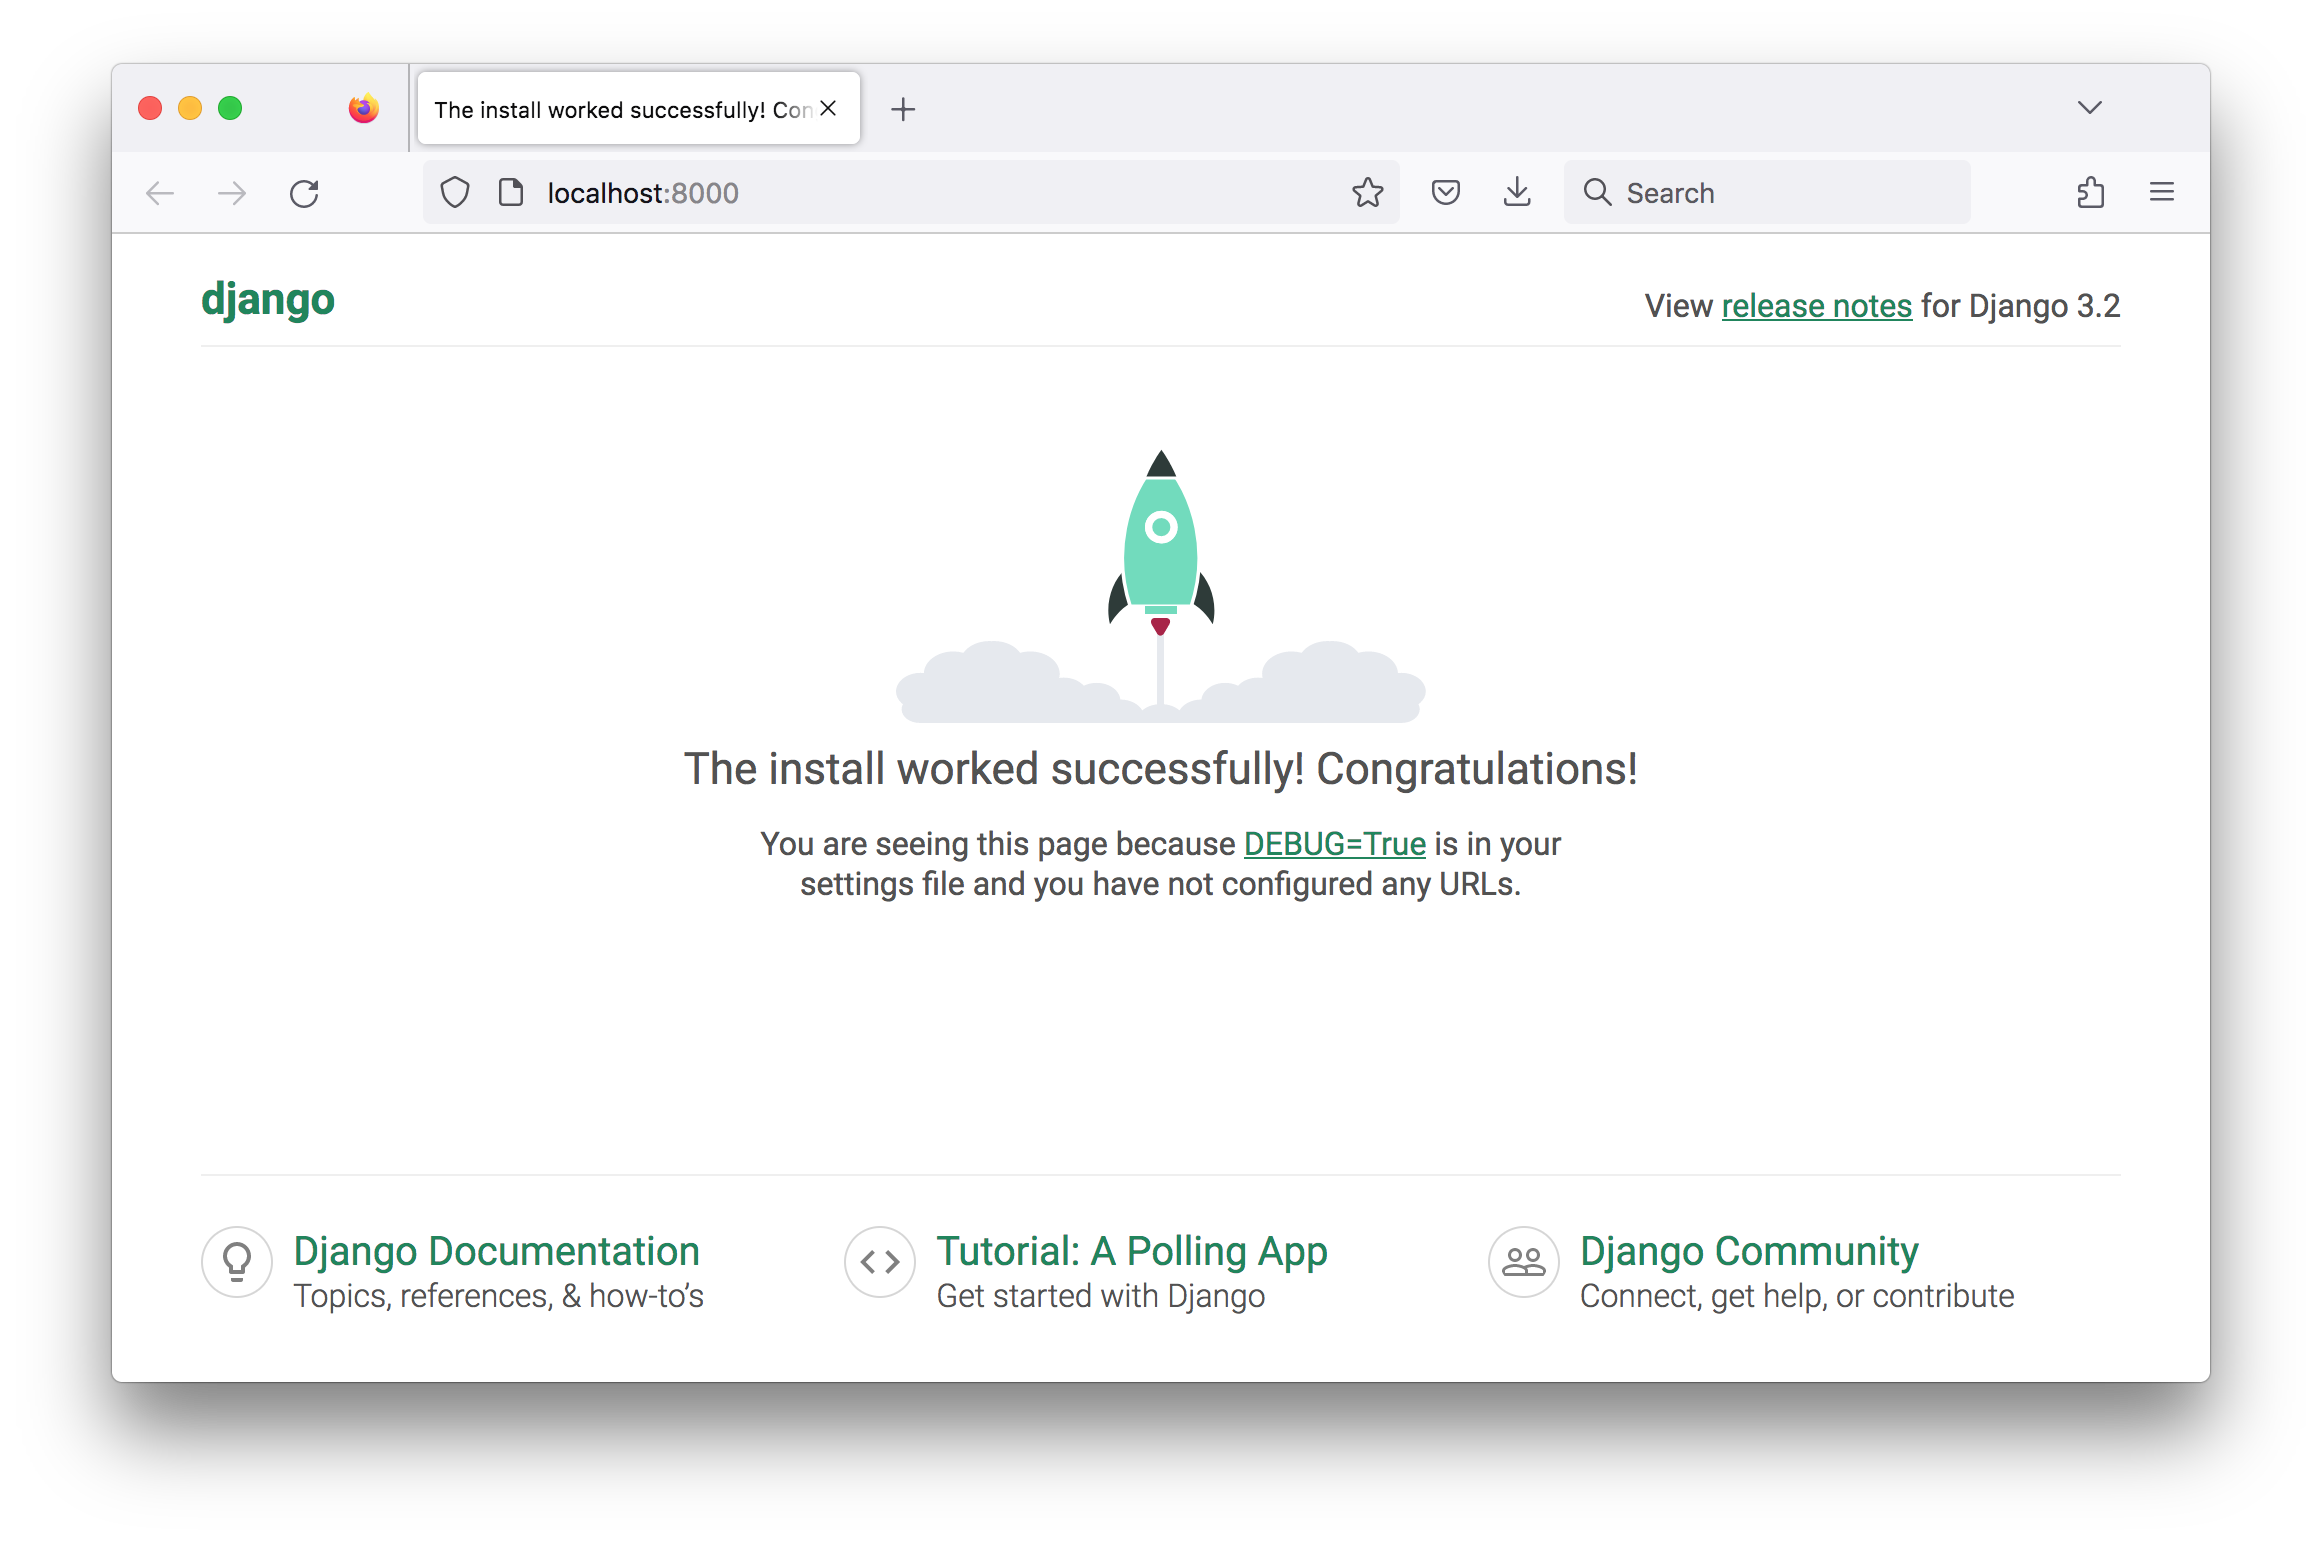 The install worked successfully! Con
localhost:8000
Search
django
View release notes for Django 3.2
The install worked successfully! Congratulations!
You are seeing this page because DEBUG=True is in your
settings file and you have not configured any URLs.
Django Documentation
Topics, references, & how-to’s
Tutorial: A Polling App
Get started with Django
Django Community
Connect, get help, or contribute